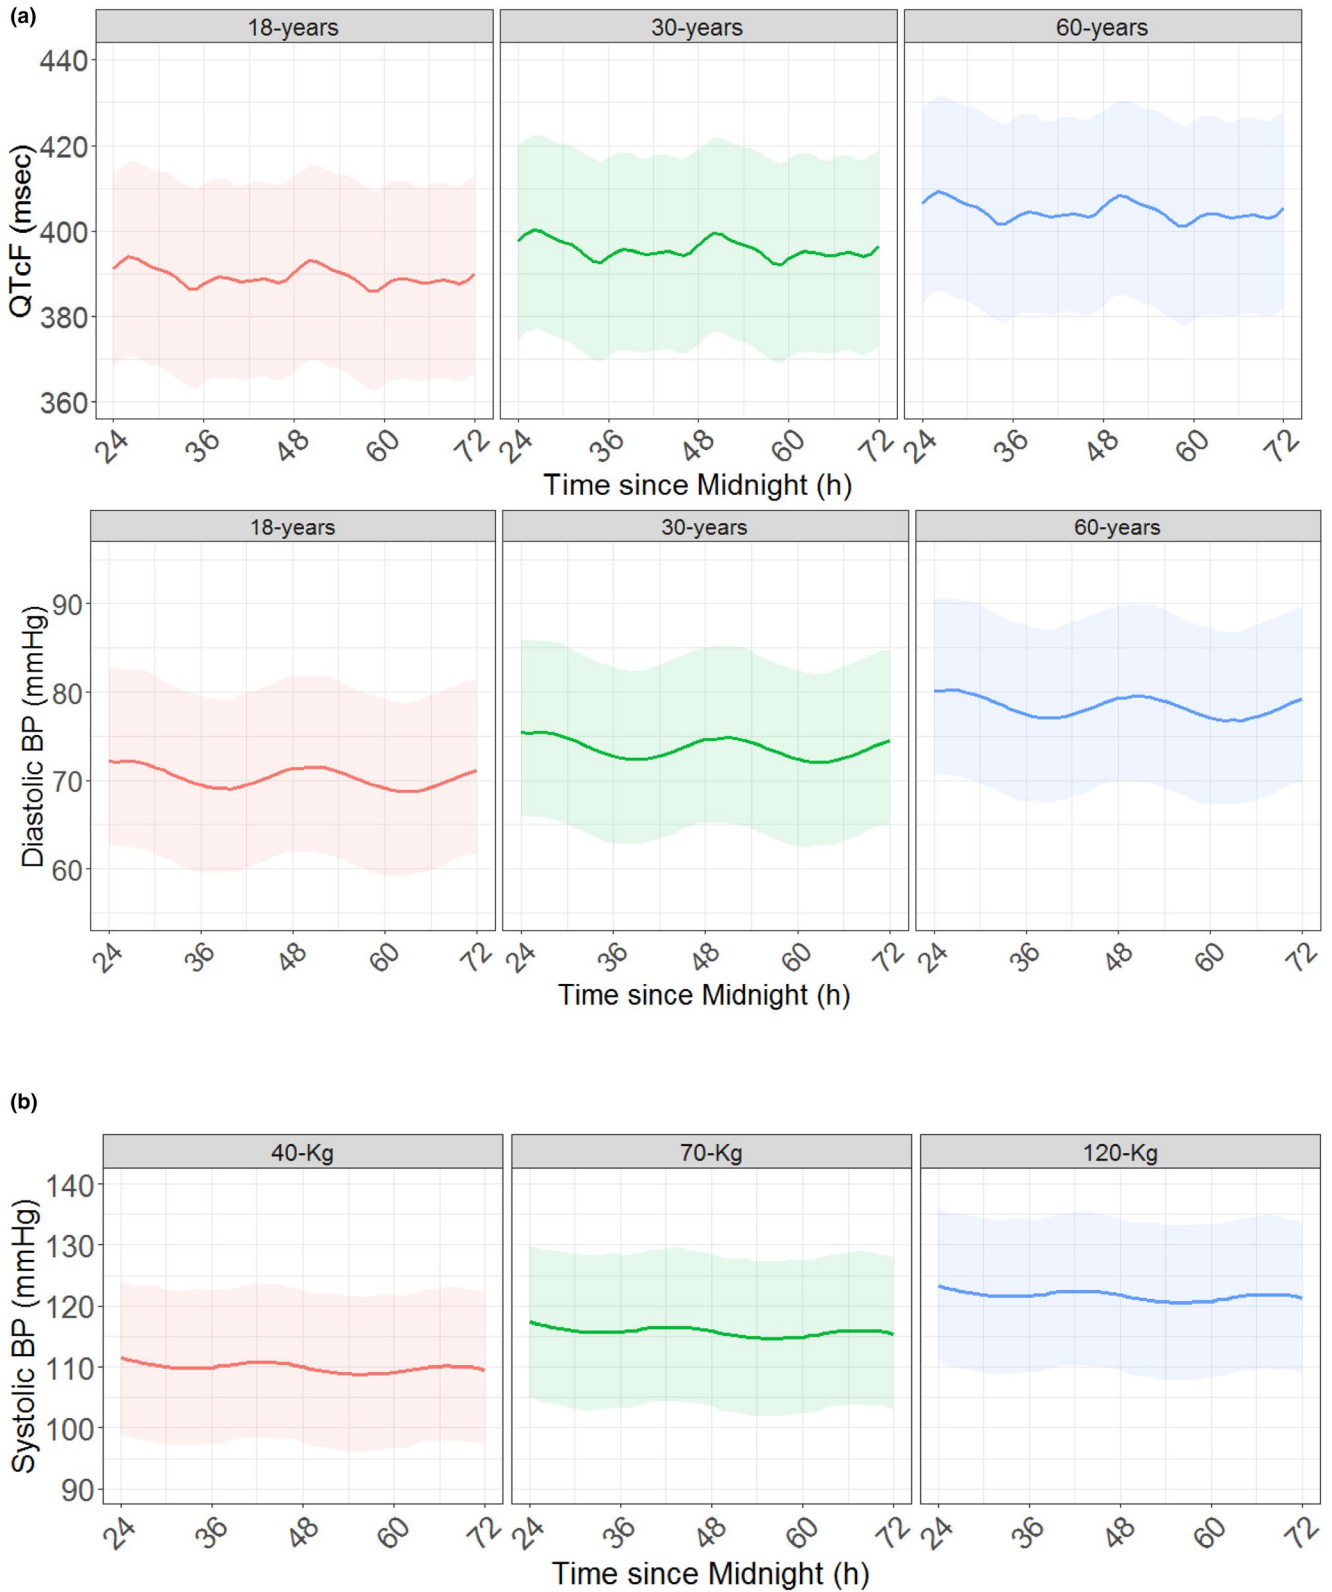 (a)
18-years 30-years 60-years
QTcF (msec)
440
420
400
380
360
24 36 48 60 72 24 36 48 60 72 24 36 48 60 72
Time since Midnight (h)
18-years 30-years 60-years
Diastolic BP (mmHg)
90
80
70
60
24 36 48 60 72 24 36 48 60 72 24 36 48 60 72
Time since Midnight (h)
(b)
40-Kg 70-Kg 120-Kg
Systolic BP (mmHg)
140
130
120
110
100
90
24 36 48 60 72 24 36 48 60 72 24 36 48 60 72
Time since Midnight (h)